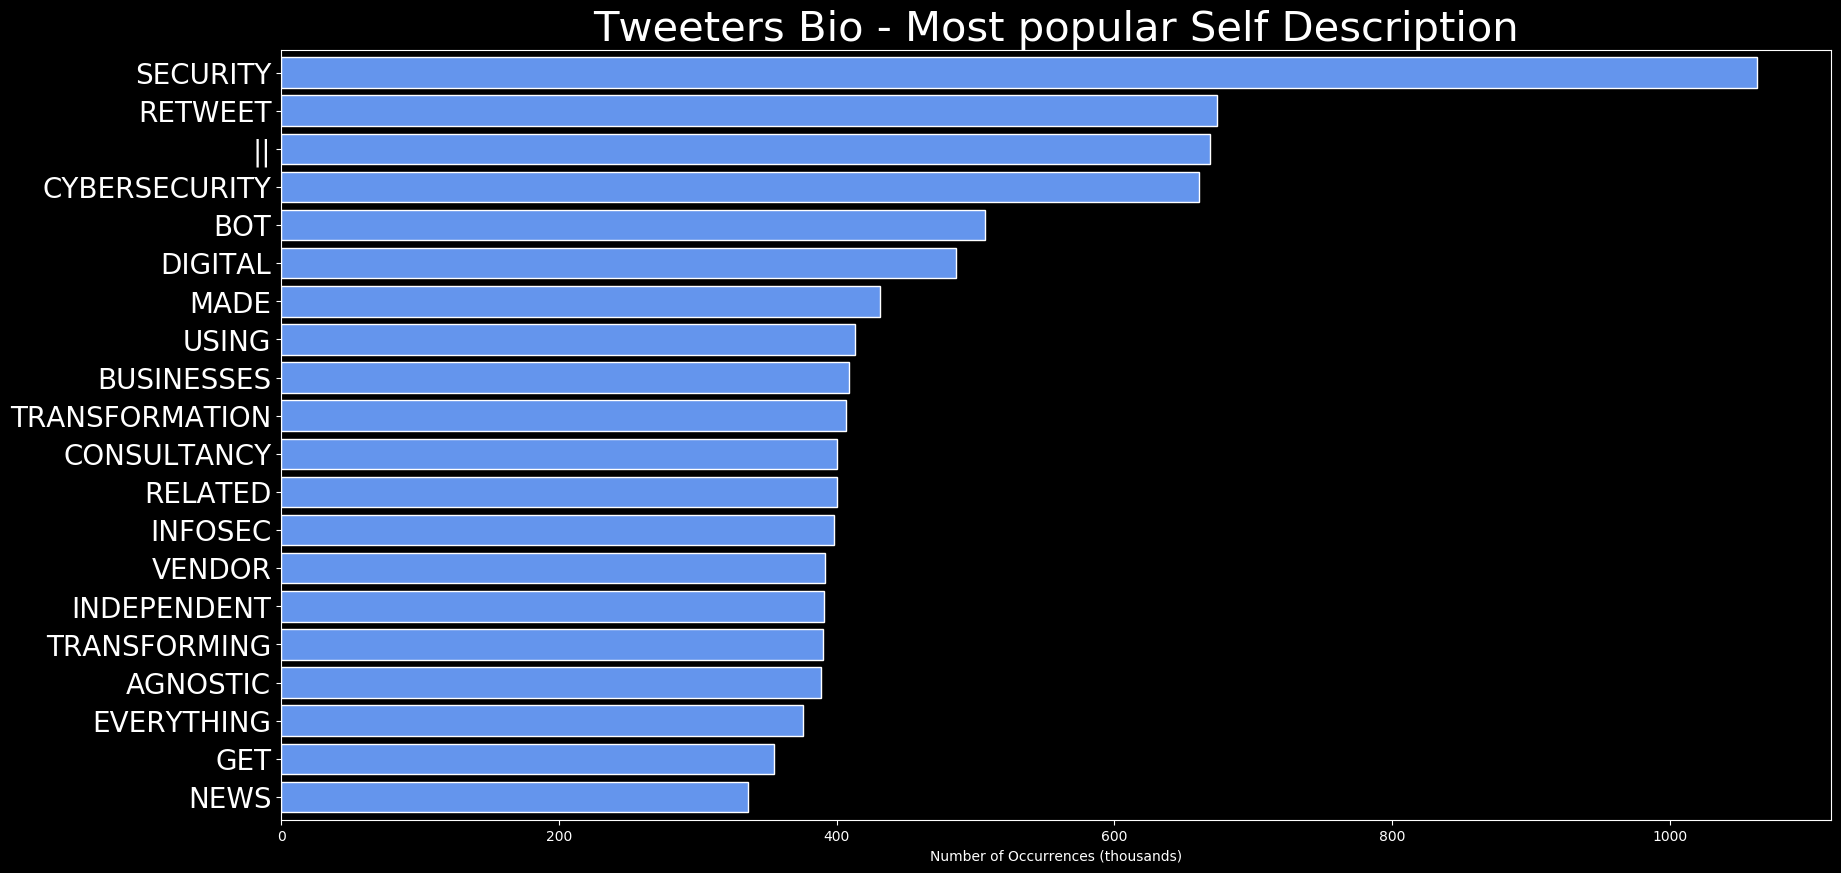 Tweeters Bio - Most popular Self Description
SECURITY
RETWEET
||
CYBERSECURITY
BOT
DIGITAL
MADE
USING
BUSINESSES
TRANSFORMATION
CONSULTANCY
RELATED
INFOSEC
VENDOR
INDEPENDENT
TRANSFORMING
AGNOSTIC
EVERYTHING
GET
NEWS
0 200 400 600 800 1000
Number of Occurrences (thousands)